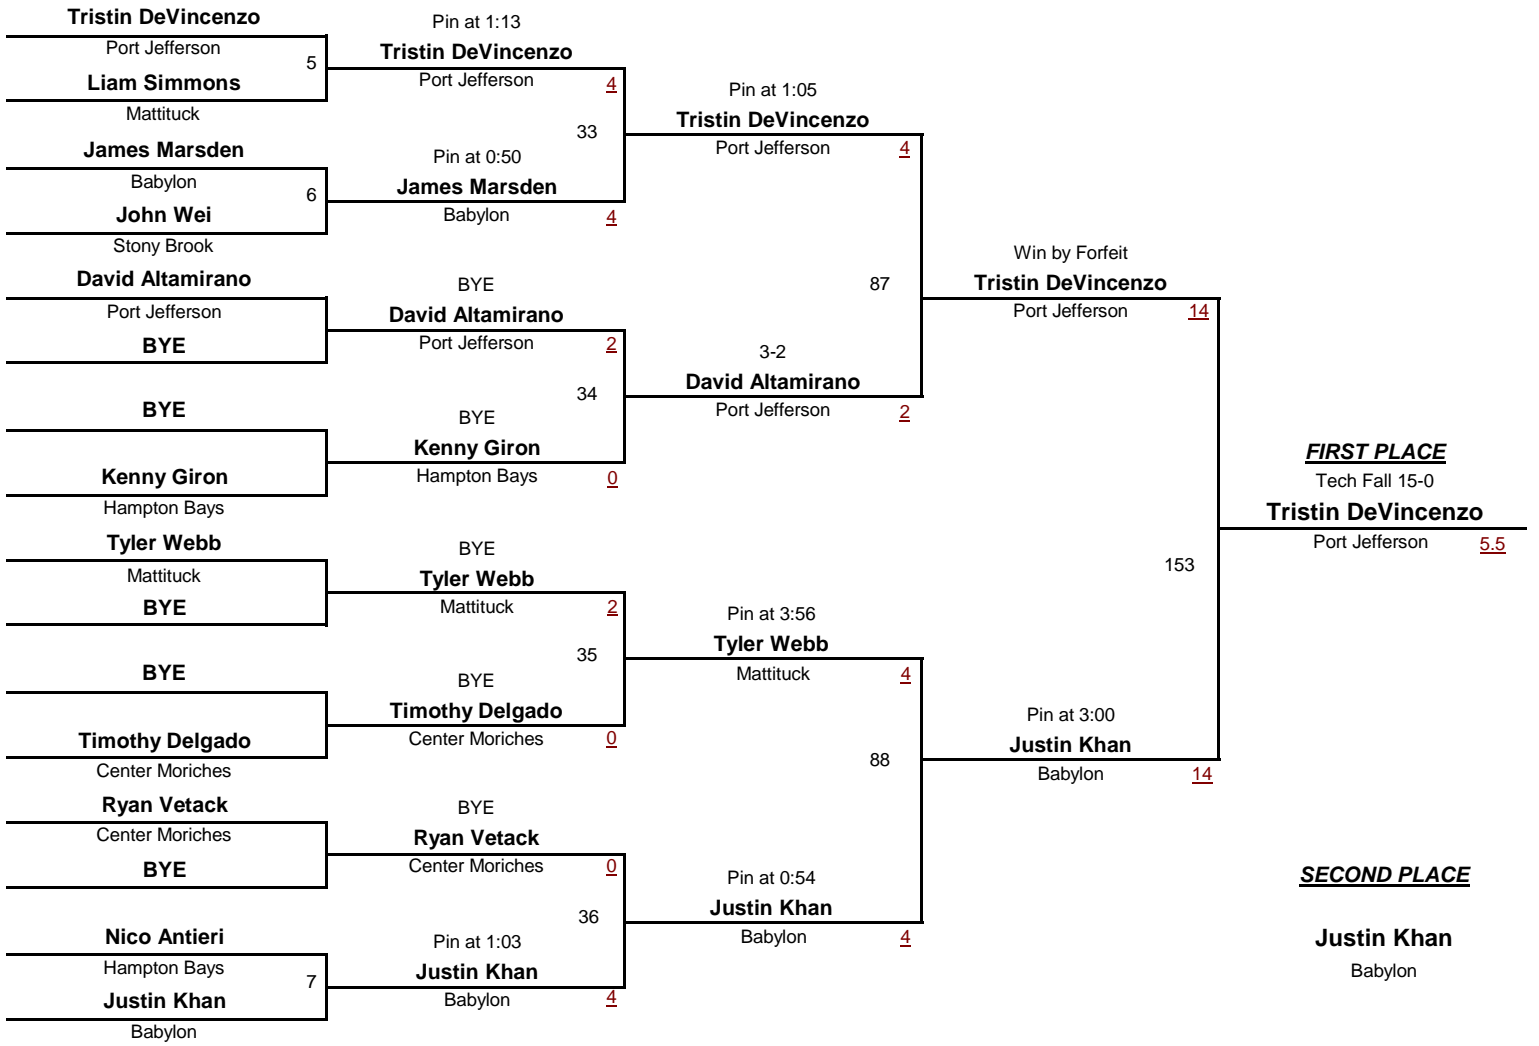 Tristin DeVincenzo
Port Jefferson
5
Liam Simmons
Mattituck
James Marsden
Babylon
6
John Wei
Stony Brook
David Altamirano
Port Jefferson
BYE
BYE
Kenny Giron
Hampton Bays
Tyler Webb
Mattituck
BYE
BYE
Timothy Delgado
Center Moriches
Ryan Vetack
Center Moriches
BYE
Nico Antieri
Hampton Bays
7
Justin Khan
Babylon
Pin at 1:13
Tristin DeVincenzo
Port Jefferson 4
33
Pin at 0:50
James Marsden
Babylon 4
BYE
David Altamirano
Port Jefferson 2
34
BYE
Kenny Giron
Hampton Bays 0
BYE
Tyler Webb
Mattituck 2
35
BYE
Timothy Delgado
Center Moriches 0
BYE
Ryan Vetack
Center Moriches 0
36
Pin at 1:03
Justin Khan
Babylon 4
Pin at 1:05
Tristin DeVincenzo
Port Jefferson 4
87
3-2
David Altamirano
Port Jefferson 2
Pin at 3:56
Tyler Webb
Mattituck 4
88
Pin at 0:54
Justin Khan
Babylon 4
Win by Forfeit
Tristin DeVincenzo
Port Jefferson 14
153
Pin at 3:00
Justin Khan
Babylon 14
FIRST PLACE
Tech Fall 15-0
Tristin DeVincenzo
Port Jefferson 5.5
SECOND PLACE
Justin Khan
Babylon